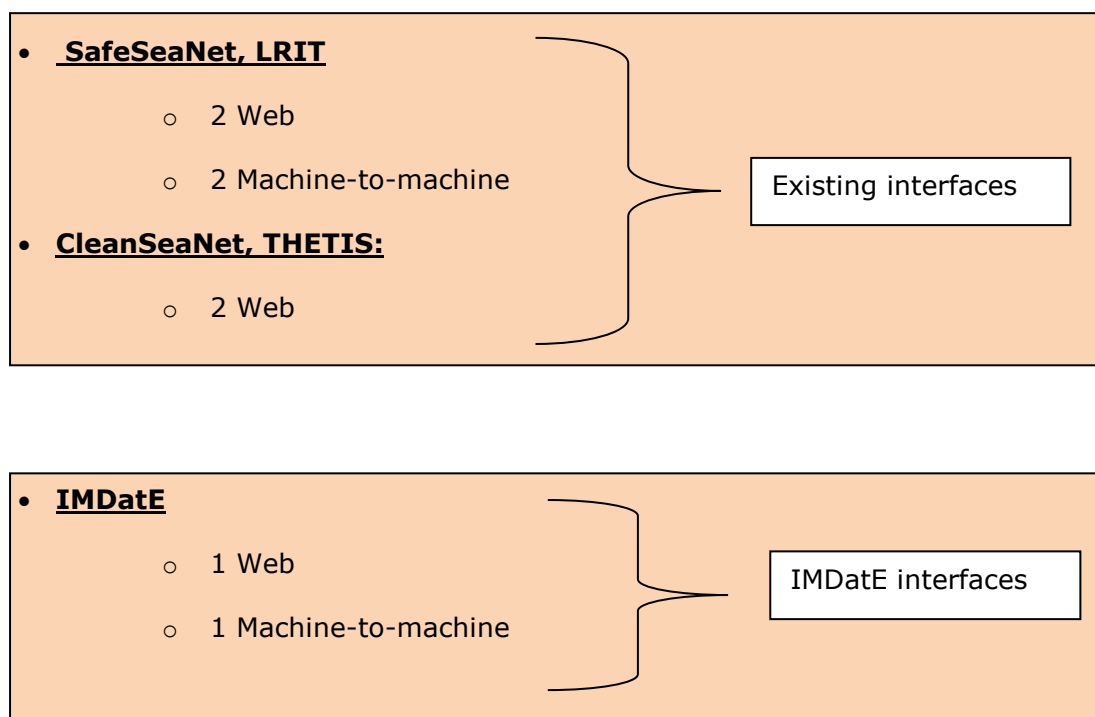 • SafeSeaNet, LRIT
o 2 Web
o 2 Machine-to-machine
Existing interfaces
• CleanSeaNet, THETIS:
o 2 Web
• IMDatE
o 1 Web
IMDatE interfaces
o 1 Machine-to-machine